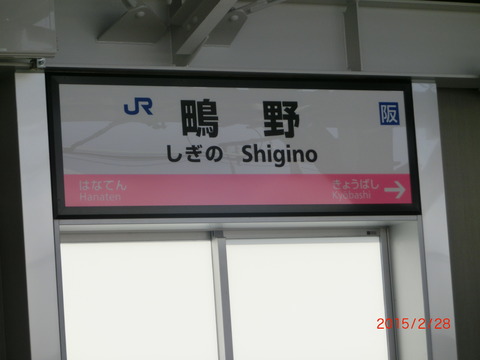 JR 鴫野 阪
しぎの Shigino
はなてん きょうばし
Hanaten Kyobashi
2015/2/28